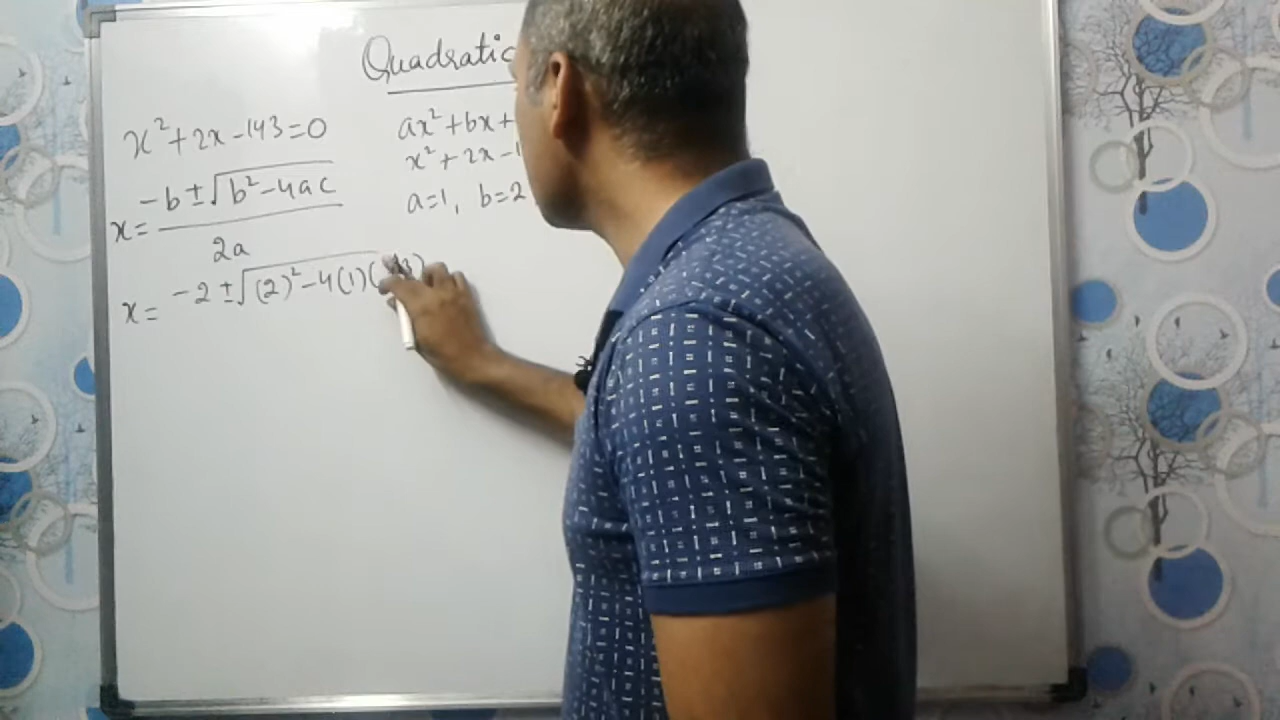 Quadratic
x²+2x-143=0
x= -b ± √b²-4ac / 2a
x= -2 ± √(2)²-4(1)(
ax²+bx+
x²+2x-1
a=1, b=2